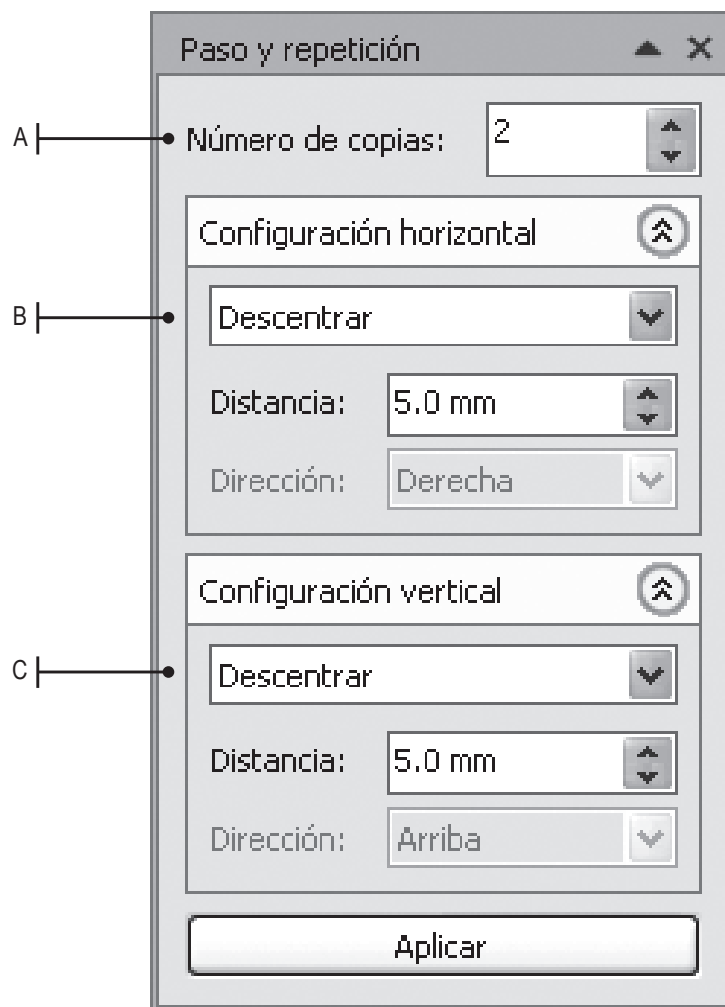 Paso y repetición
A
Número de copias: 2
Configuración horizontal
B
Descentrar
Distancia: 5.0 mm
Dirección: Derecha
Configuración vertical
C
Descentrar
Distancia: 5.0 mm
Dirección: Arriba
Aplicar